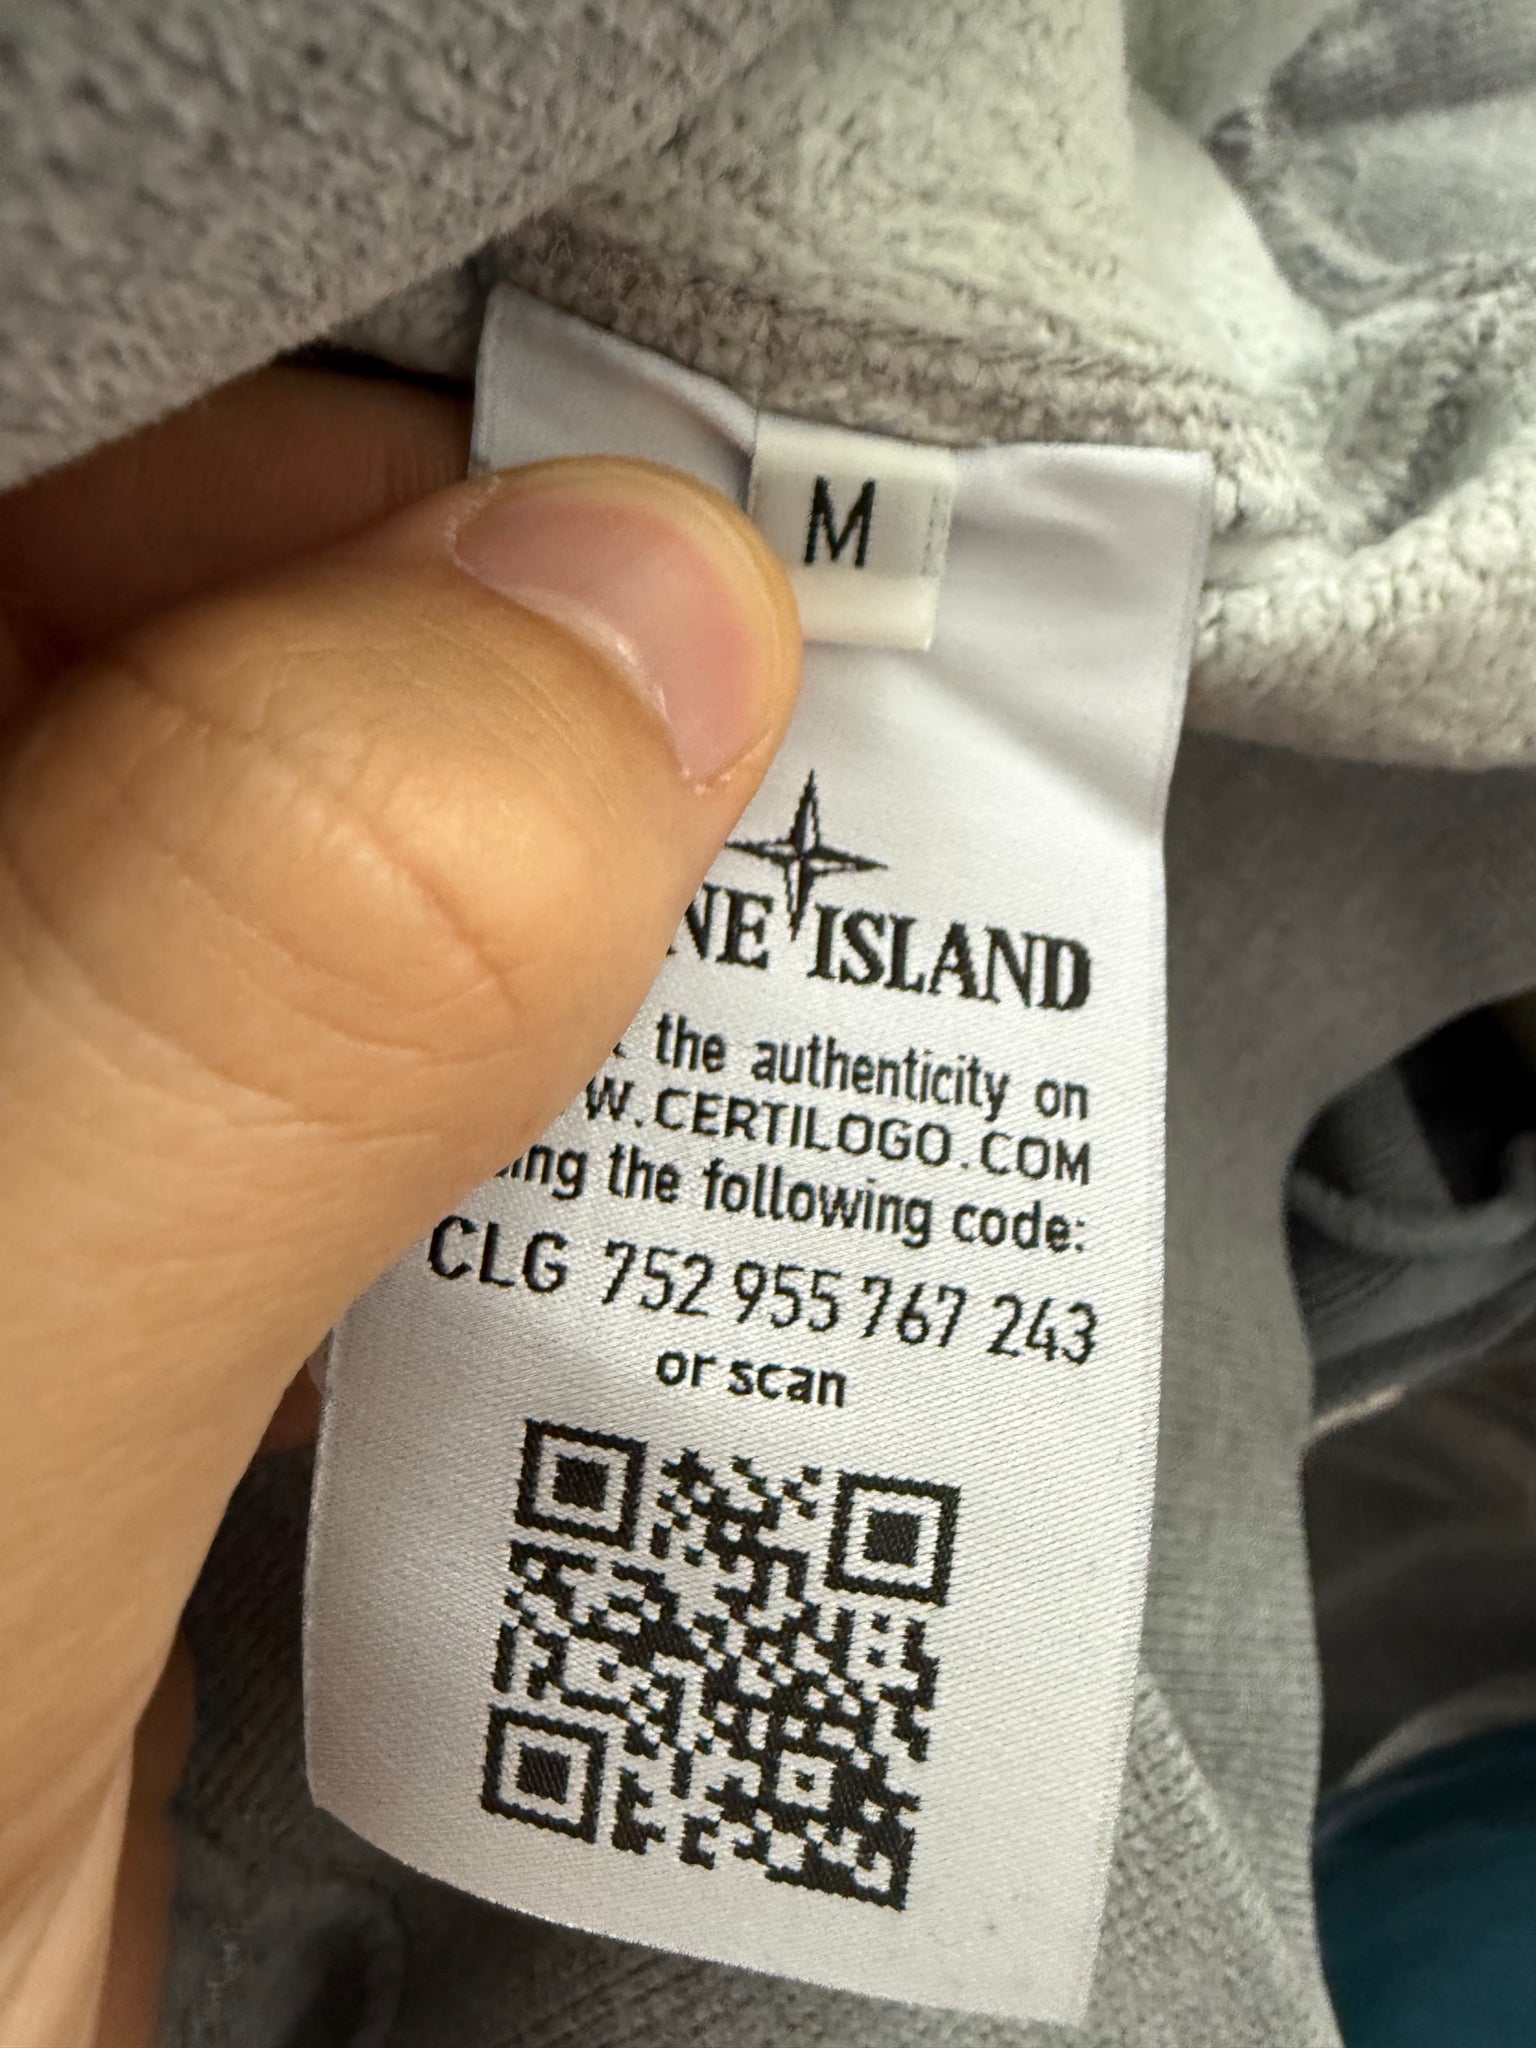 M
NE ISLAND
the authenticity on
W.CERTILOGO.COM
ing the following code:
CLG 752 955 767 243
or scan